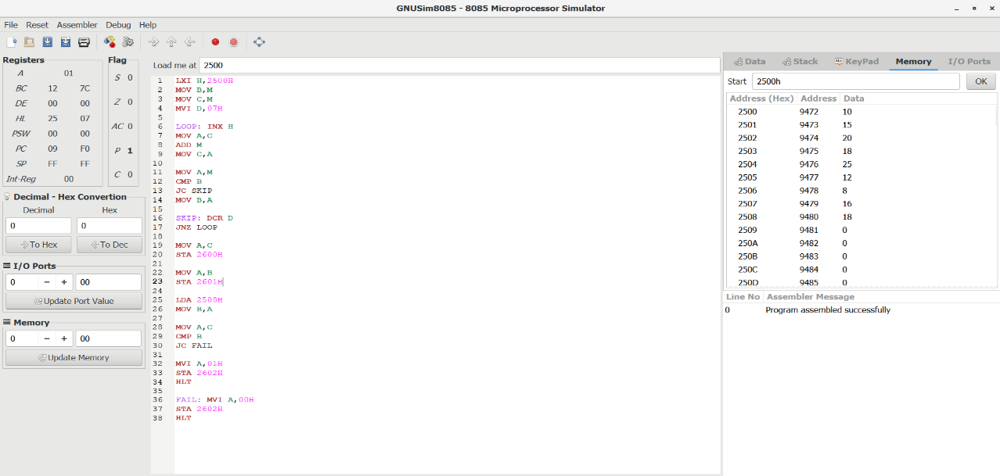 GNUSim8085 - 8085 Microprocessor Simulator
File Reset Assembler Debug Help
Registers
A 01
BC 12 7C
DE 00 00
HL 25 07
PSW 00 00
PC 09 F0
SP FF FF
Int-Reg 00
Flag
S 0
Z 0
AC 0
P 1
C 0
Decimal - Hex Convertion
Decimal Hex
0 0
To Hex To Dec
I/O Ports
0 − + 00
Update Port Value
Memory
0 − + 00
Update Memory
Load me at 2500
1 LXI H,2500H
2 MOV B,M
3 MOV C,M
4 MVI D,07H
5
6 LOOP: INX H
7 MOV A,C
8 ADD M
9 MOV C,A
10
11 MOV A,M
12 CMP B
13 JC SKIP
14 MOV B,A
15
16 SKIP: DCR D
17 JNZ LOOP
18
19 MOV A,C
20 STA 2600H
21
22 MOV A,B
23 STA 2601H
24
25 LDA 2508H
26 MOV B,A
27
28 MOV A,C
29 CMP B
30 JC FAIL
31
32 MVI A,01H
33 STA 2602H
34 HLT
35
36 FAIL: MVI A,00H
37 STA 2602H
38 HLT
Data Stack KeyPad Memory I/O Ports
Start 2500h OK
Address (Hex) Address Data
2500 9472 10
2501 9473 15
2502 9474 20
2503 9475 18
2504 9476 25
2505 9477 12
2506 9478 8
2507 9479 16
2508 9480 18
2509 9481 0
250A 9482 0
250B 9483 0
250C 9484 0
250D 9485 0
Line No Assembler Message
0 Program assembled successfully